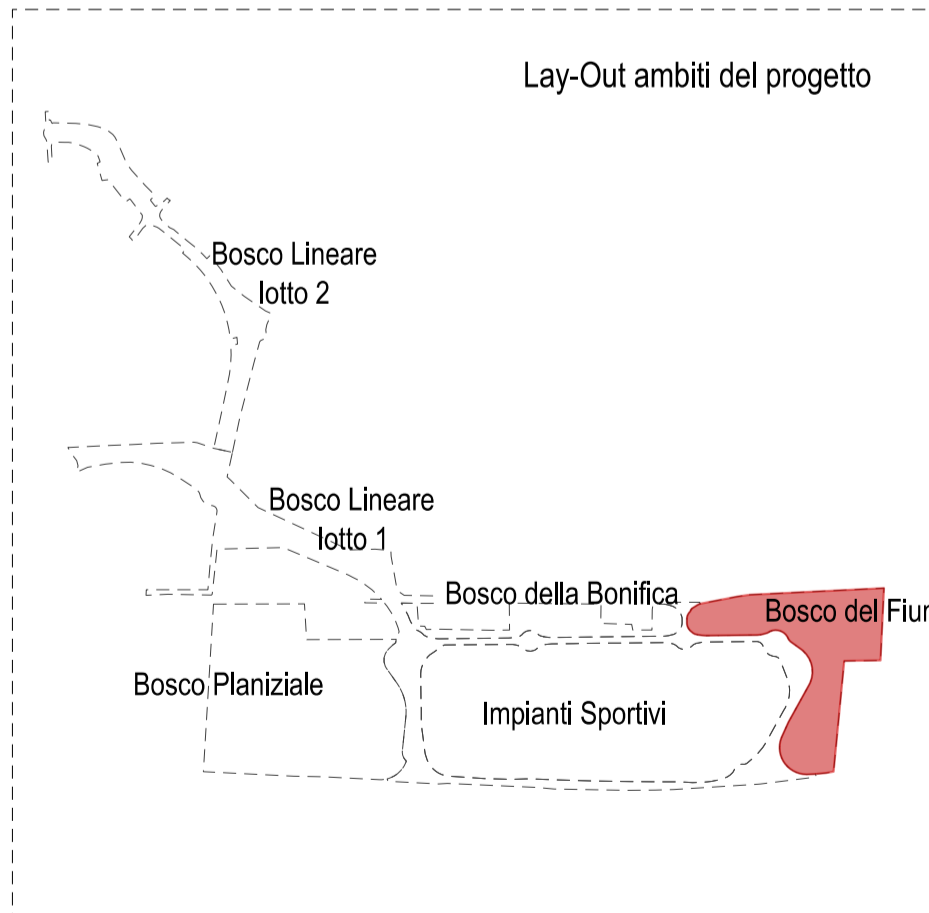 Lay-Out ambiti del progetto
Bosco Lineare
lotto 2
Bosco Lineare
lotto 1
Bosco della Bonifica
Bosco del Fiu
Bosco Planiziale
Impianti Sportivi